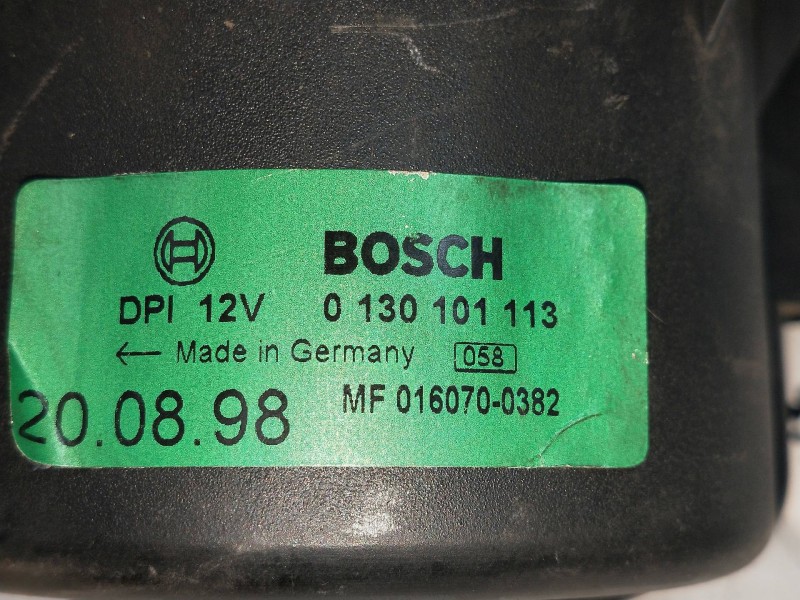 BOSCH
DPI 12V 0 130 101 113
← Made in Germany 058
20.08.98 MF 016070-0382